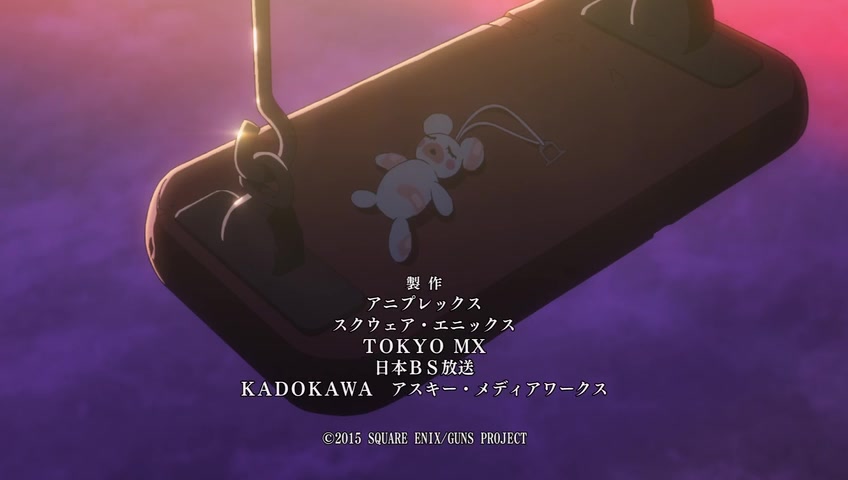 製 作
アニプレックス
スクウェア・エニックス
TOKYO MX
日本BS放送
KADOKAWA アスキー・メディアワークス
©2015 SQUARE ENIX/GUNS PROJECT